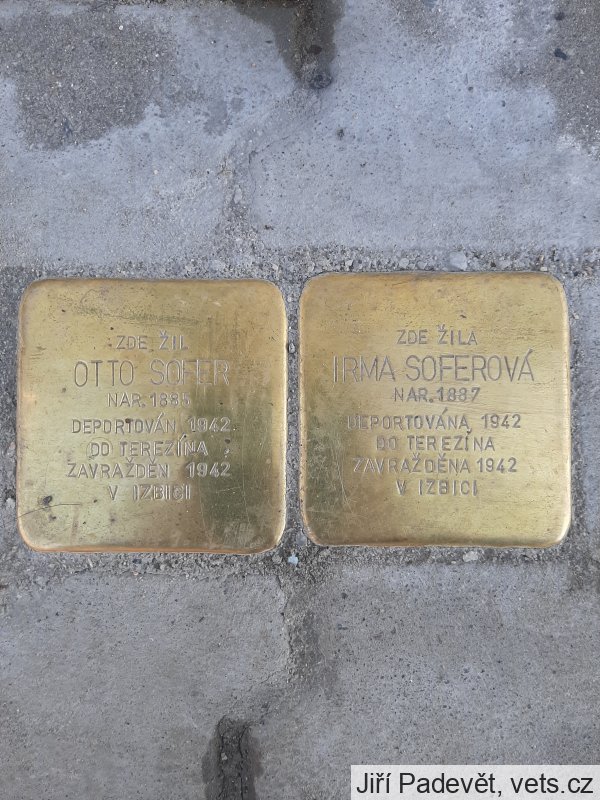 ZDE ŽIL
OTTO SOFER
NAR. 1885
DEPORTOVÁN 1942
DO TEREZÍNA
ZAVRAŽDĚN 1942
V IZBICI
ZDE ŽILA
IRMA SOFEROVÁ
NAR. 1887
DEPORTOVÁNA 1942
DO TEREZÍNA
ZAVRAŽDĚNA 1942
V IZBICI
Jiří Padevět, vets.cz